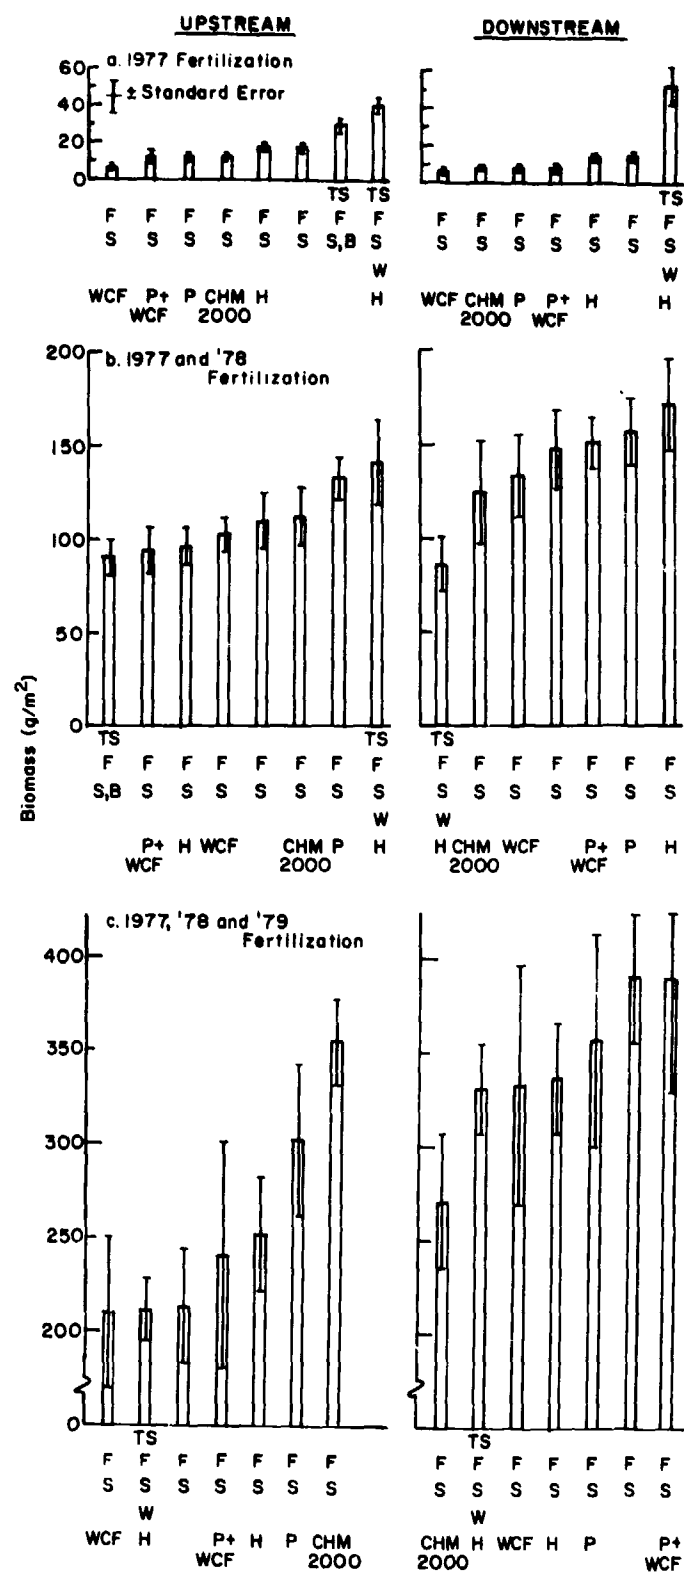 UPSTREAM DOWNSTREAM
a. 1977 Fertilization
± Standard Error
60
40
20
0
TS TS TS
F F F F F F F F F F F F F F F
S S S S S S S,B S S S S S S S S
W W
WCF P+ P CHM H H WCF CHM P P+ H H
WCF 2000 2000 WCF
b. 1977 and '78
Fertilization
200
150
100
50
0
Biomass (g/m²)
TS TS TS
F F F F F F F F F F F F F F F
S,B S S S S S S S S S S S S S S
W W
P+ H WCF CHM P H H CHM WCF P+ P H
WCF 2000 2000 WCF
c. 1977, '78 and '79
Fertilization
400
350
300
250
200
0
TS TS
F F F F F F F F F F F F F F
S S S S S S S S S S S S S S
W W
WCF H P+ H P CHM CHM H WCF H P P+
WCF 2000 2000 WCF